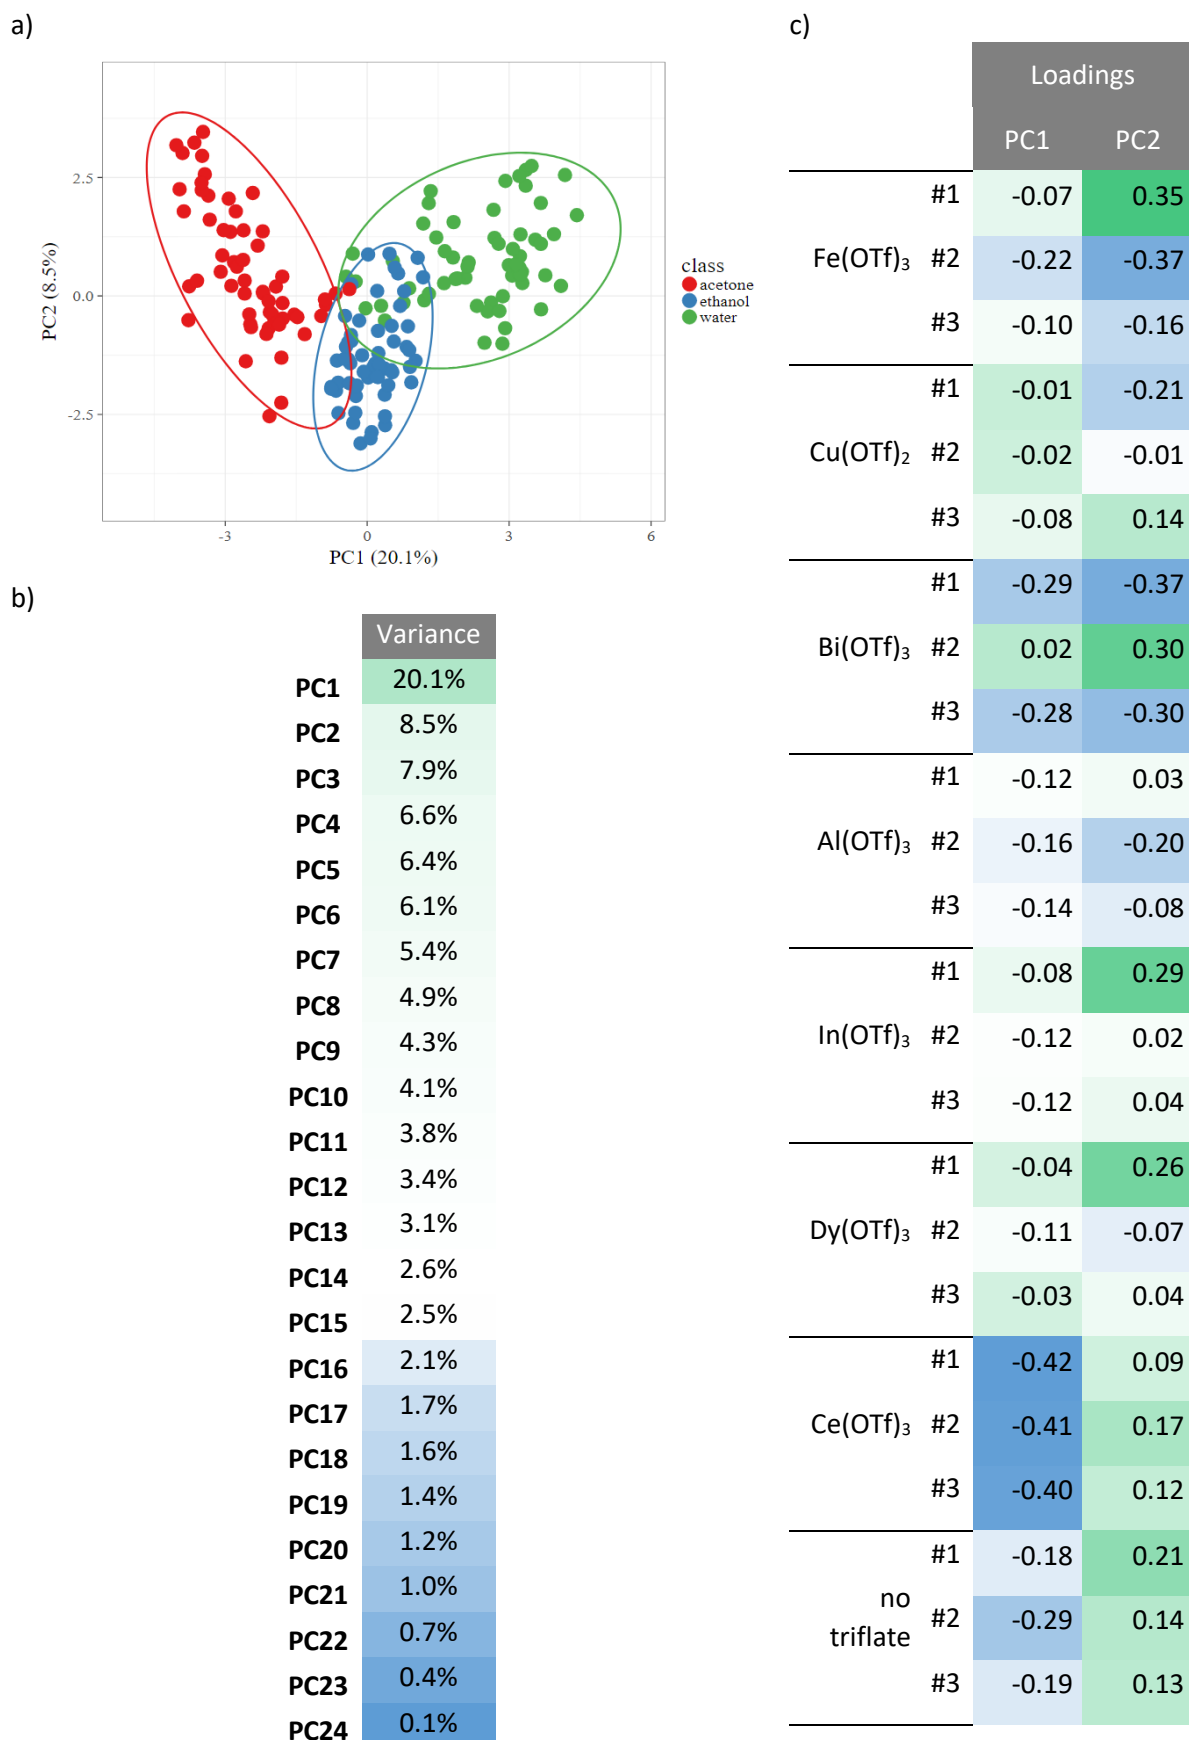 a)
PC2 (8.5%)
2.5
0.0
-2.5
-3
0
3
6
PC1 (20.1%)
class
acetone
ethanol
water
b)
Variance
PC1 20.1%
PC2 8.5%
PC3 7.9%
PC4 6.6%
PC5 6.4%
PC6 6.1%
PC7 5.4%
PC8 4.9%
PC9 4.3%
PC10 4.1%
PC11 3.8%
PC12 3.4%
PC13 3.1%
PC14 2.6%
PC15 2.5%
PC16 2.1%
PC17 1.7%
PC18 1.6%
PC19 1.4%
PC20 1.2%
PC21 1.0%
PC22 0.7%
PC23 0.4%
PC24 0.1%
c)
Loadings
PC1 PC2
#1 -0.07 0.35
Fe(OTf)₃ #2 -0.22 -0.37
#3 -0.10 -0.16
#1 -0.01 -0.21
Cu(OTf)₂ #2 -0.02 -0.01
#3 -0.08 0.14
#1 -0.29 -0.37
Bi(OTf)₃ #2 0.02 0.30
#3 -0.28 -0.30
#1 -0.12 0.03
Al(OTf)₃ #2 -0.16 -0.20
#3 -0.14 -0.08
#1 -0.08 0.29
In(OTf)₃ #2 -0.12 0.02
#3 -0.12 0.04
#1 -0.04 0.26
Dy(OTf)₃ #2 -0.11 -0.07
#3 -0.03 0.04
#1 -0.42 0.09
Ce(OTf)₃ #2 -0.41 0.17
#3 -0.40 0.12
#1 -0.18 0.21
no
triflate #2 -0.29 0.14
#3 -0.19 0.13